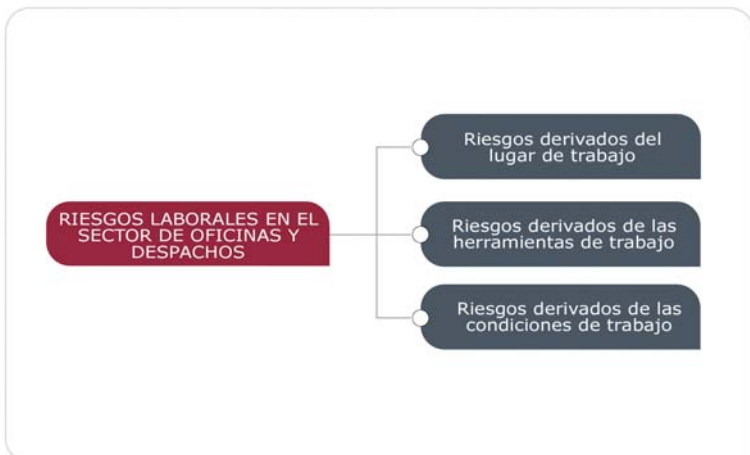 RIESGOS LABORALES EN EL
SECTOR DE OFICINAS Y
DESPACHOS
Riesgos derivados del
lugar de trabajo
Riesgos derivados de las
herramientas de trabajo
Riesgos derivados de las
condiciones de trabajo